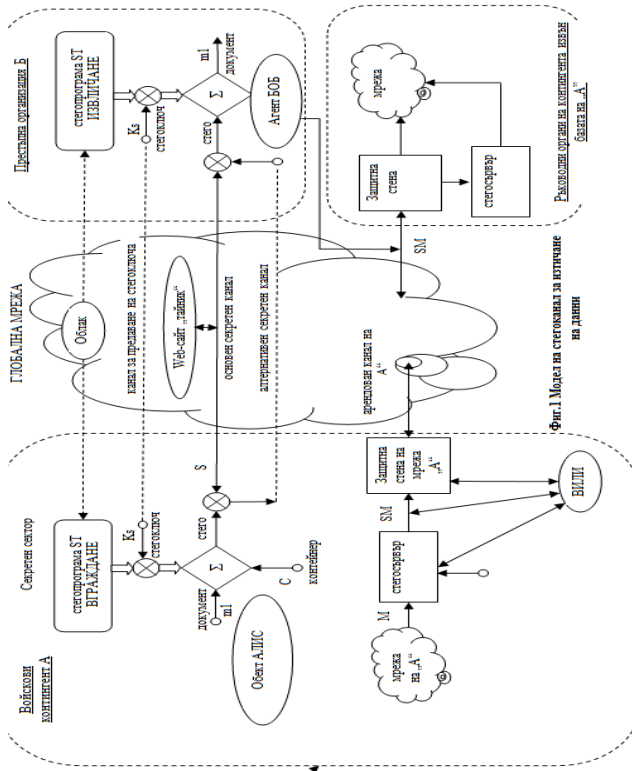 Войскови
контингент А
Секретен сектор
стегопрограма ST
ВГРАЖДАНЕ
Ks
стегоключ
Σ
стего
документ
m1
C
контейнер
Обект АЛИС
S
ГЛОБАЛНА МРЕЖА
Облак
канал за предаване на стегоключа
Web-сайт „тайник“
основен секретен канал
алтернативен секретен канал
Престъпна организация Б
стегопрограма ST
ИЗВЛИЧАНЕ
Ks
стегоключ
Σ
стего
m1
документ
Агент БОБ
мрежа
на „А“
M
стегосървър
SM
Защитна
стена на
мрежа
„А“
ВИЛИ
арендован канал на
А“
SM
Защитна
стена
стегосървър
мрежа
Ръководни органи на контингента извън
базата на „А“
Фиг.1 Модел на стегоканал за изтичане
на данни